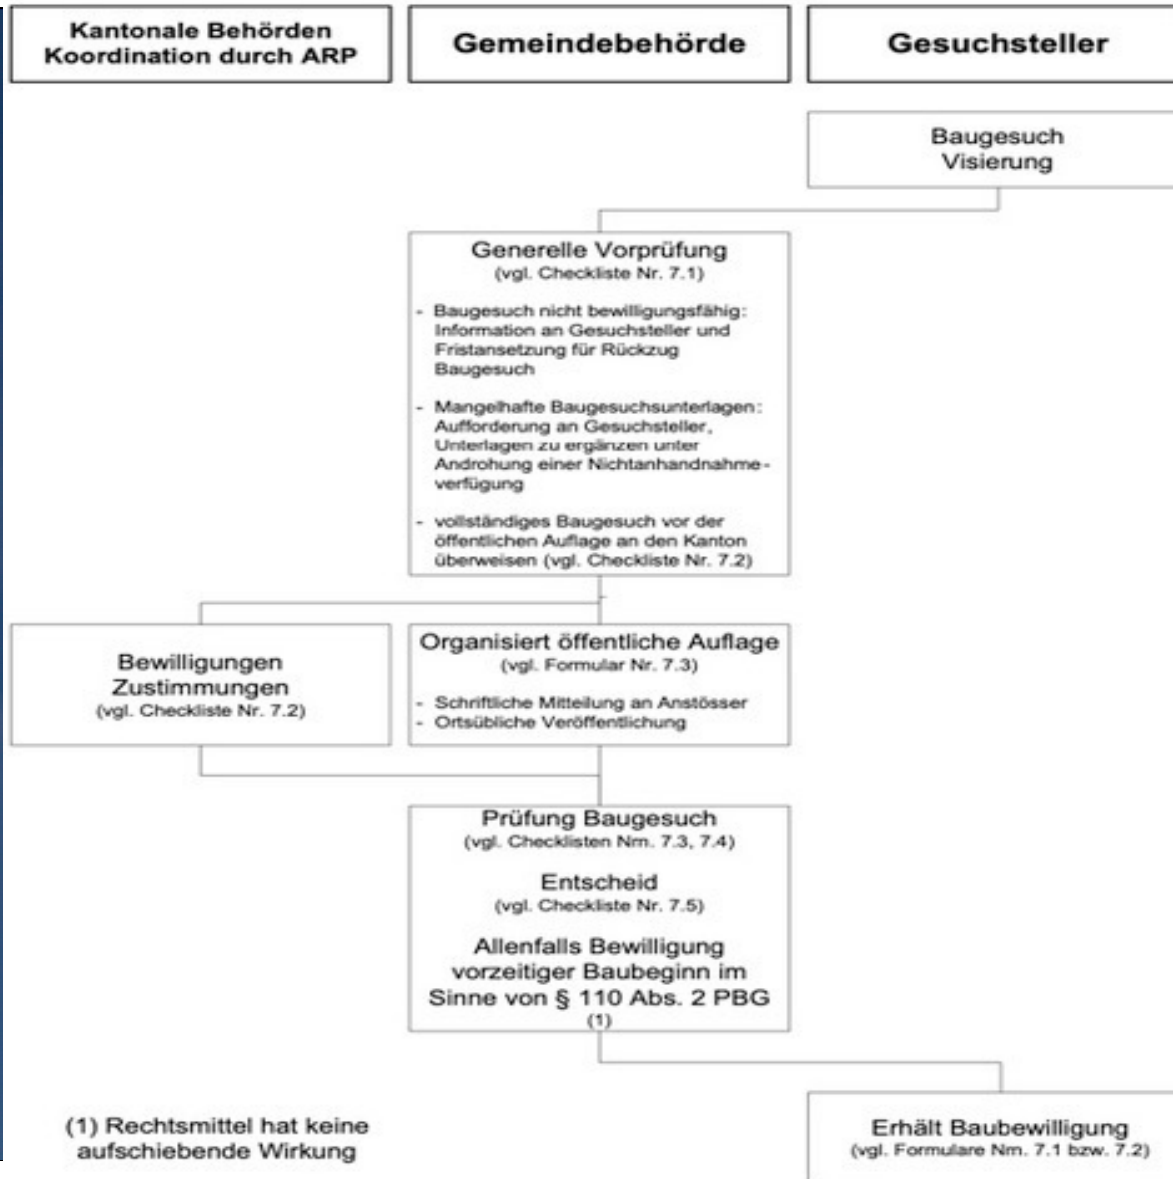 Kantonale Behörden
Koordination durch ARP
Gemeindebehörde
Gesuchsteller
Baugesuch
Visierung
Generelle Vorprüfung
(vgl. Checkliste Nr. 7.1)
- Baugesuch nicht bewilligungsfähig:
Information an Gesuchsteller und
Fristansetzung für Rückzug
Baugesuch
- Mangelhafte Baugesuchsunterlagen:
Aufforderung an Gesuchsteller,
Unterlagen zu ergänzen unter
Androhung einer Nichtanhandnahme-
verfügung
- vollständiges Baugesuch vor der
öffentlichen Auflage an den Kanton
überweisen (vgl. Checkliste Nr. 7.2)
Bewilligungen
Zustimmungen
(vgl. Checkliste Nr. 7.2)
Organisiert öffentliche Auflage
(vgl. Formular Nr. 7.3)
- Schriftliche Mitteilung an Anstösser
- Ortsübliche Veröffentlichung
Prüfung Baugesuch
(vgl. Checklisten Nrn. 7.3, 7.4)
Entscheid
(vgl. Checkliste Nr. 7.5)
Allenfalls Bewilligung
vorzeitiger Baubeginn im
Sinne von § 110 Abs. 2 PBG
(1)
(1) Rechtsmittel hat keine
aufschiebende Wirkung
Erhält Baubewilligung
(vgl. Formulare Nrn. 7.1 bzw. 7.2)